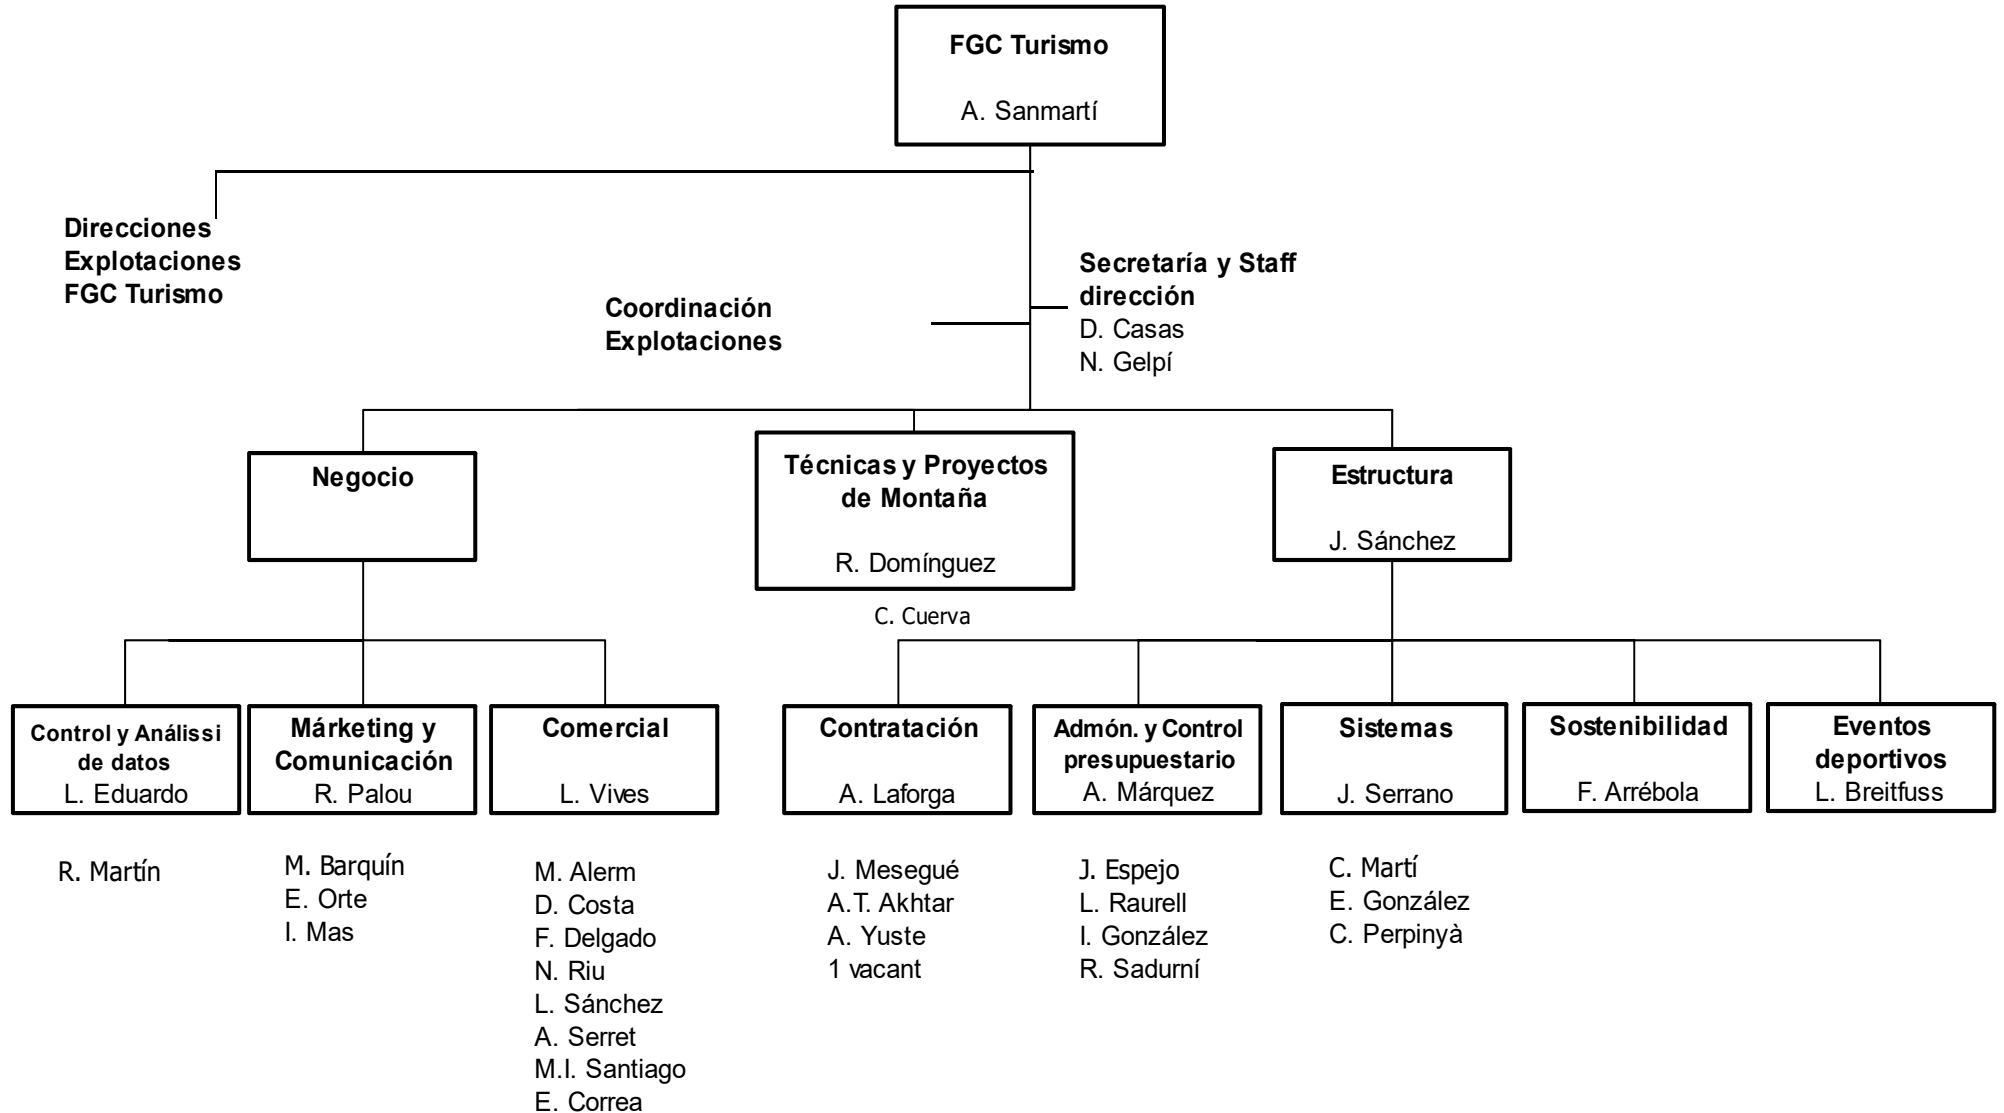 FGC Turismo
A. Sanmartí
Direcciones
Explotaciones
FGC Turismo
Coordinación
Explotaciones
Secretaría y Staff
dirección
D. Casas
N. Gelpí
Negocio
Técnicas y Proyectos
de Montaña
R. Domínguez
C. Cuerva
Estructura
J. Sánchez
Control y Análissi
de datos
L. Eduardo
R. Martín
Márketing y
Comunicación
R. Palou
M. Barquín
E. Orte
I. Mas
Comercial
L. Vives
M. Alerm
D. Costa
F. Delgado
N. Riu
L. Sánchez
A. Serret
M.I. Santiago
E. Correa
Contratación
A. Laforga
J. Mesegué
A.T. Akhtar
A. Yuste
1 vacant
Admón. y Control
presupuestario
A. Márquez
J. Espejo
L. Raurell
I. González
R. Sadurní
Sistemas
J. Serrano
C. Martí
E. González
C. Perpinyà
Sostenibilidad
F. Arrébola
Eventos
deportivos
L. Breitfuss